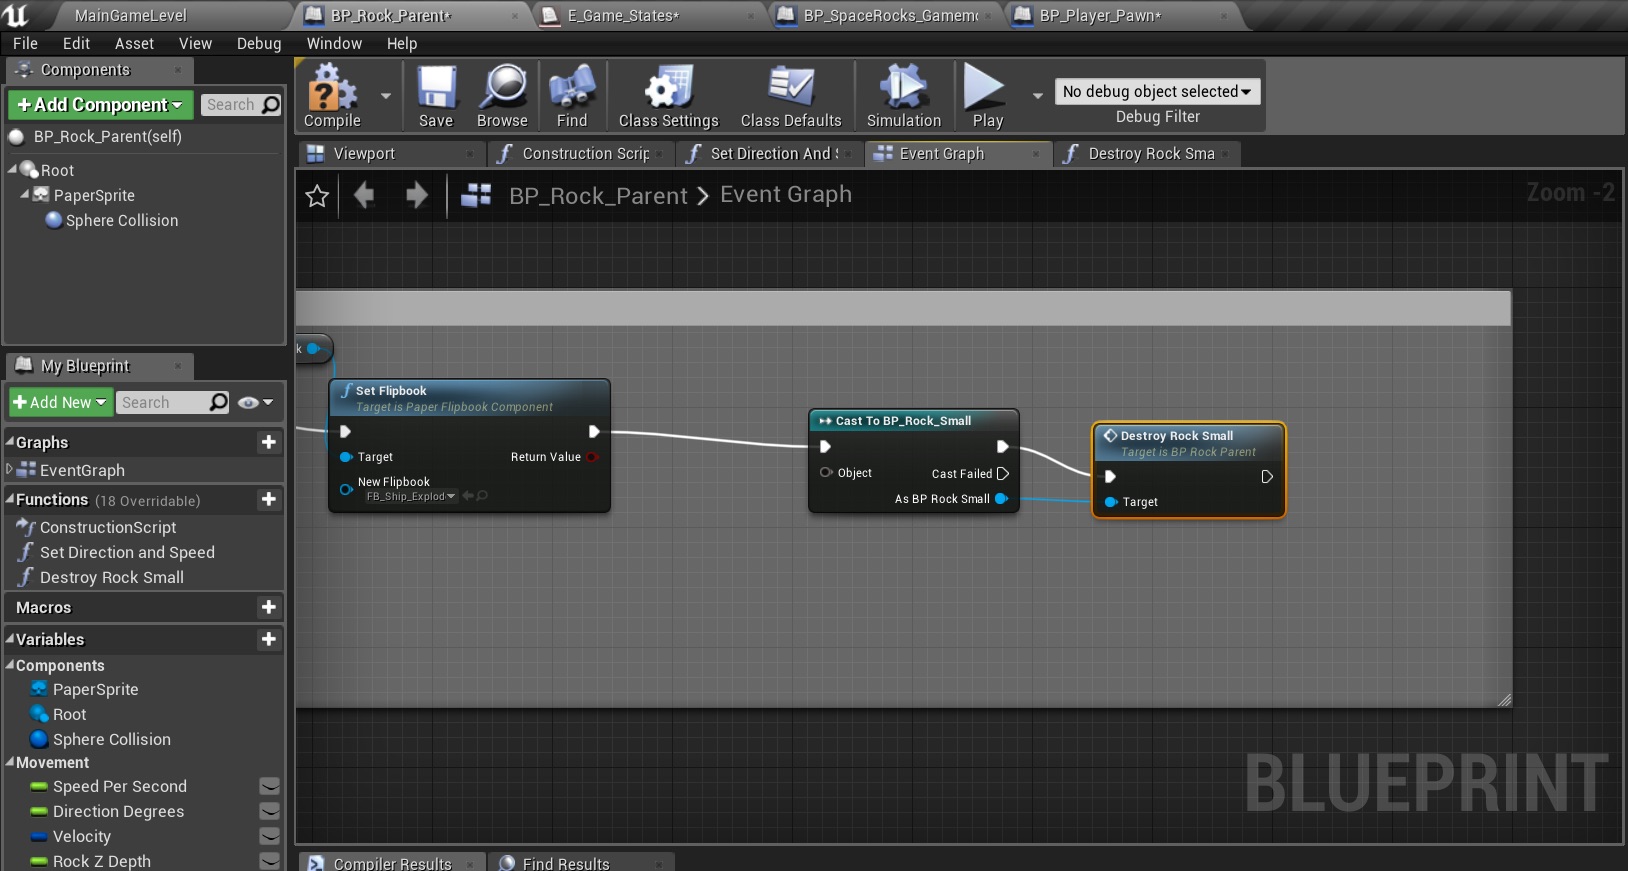 MainGameLevel
BP_Rock_Parent*
E_Game_States*
BP_SpaceRocks_Gamemo
BP_Player_Pawn*
File Edit Asset View Debug Window Help
Components
Add Component
Search
BP_Rock_Parent(self)
Root
PaperSprite
Sphere Collision
Compile
Save
Browse
Find
Class Settings
Class Defaults
Simulation
Play
No debug object selected
Debug Filter
Viewport
Construction Scrip
Set Direction And S
Event Graph
Destroy Rock Sma
BP_Rock_Parent > Event Graph
Zoom -2
k
Set Flipbook
Target is Paper Flipbook Component
Target
Return Value
New Flipbook
FB_Ship_Explod
Cast To BP_Rock_Small
Object
Cast Failed
As BP Rock Small
Destroy Rock Small
Target is BP Rock Parent
Target
BLUEPRINT
My Blueprint
Add New
Search
Graphs
EventGraph
Functions (18 Overridable)
ConstructionScript
Set Direction and Speed
Destroy Rock Small
Macros
Variables
Components
PaperSprite
Root
Sphere Collision
Movement
Speed Per Second
Direction Degrees
Velocity
Rock Z Depth
Compiler Results
Find Results